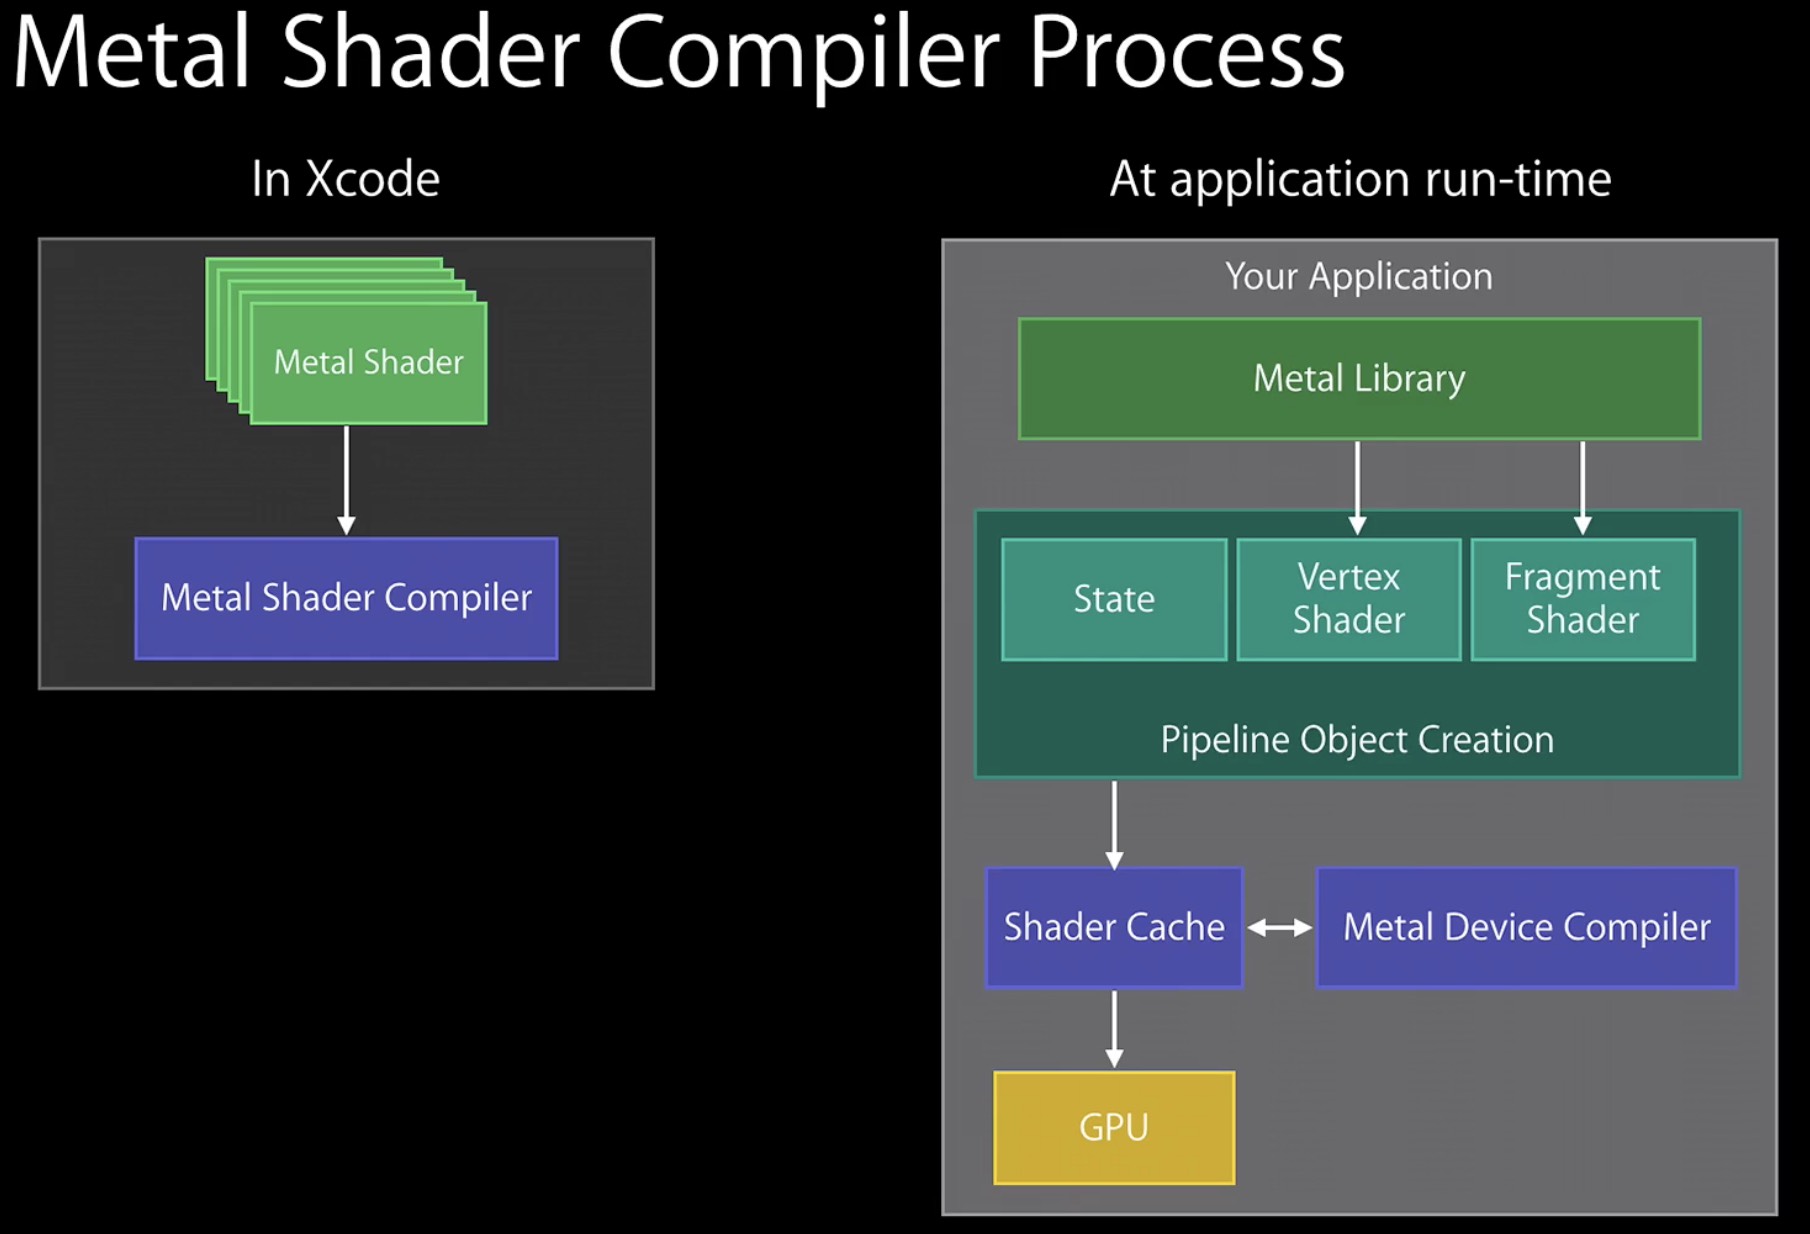 Metal Shader Compiler Process
In Xcode
Metal Shader
Metal Shader Compiler
At application run-time
Your Application
Metal Library
State
Vertex
Shader
Fragment
Shader
Pipeline Object Creation
Shader Cache
Metal Device Compiler
GPU